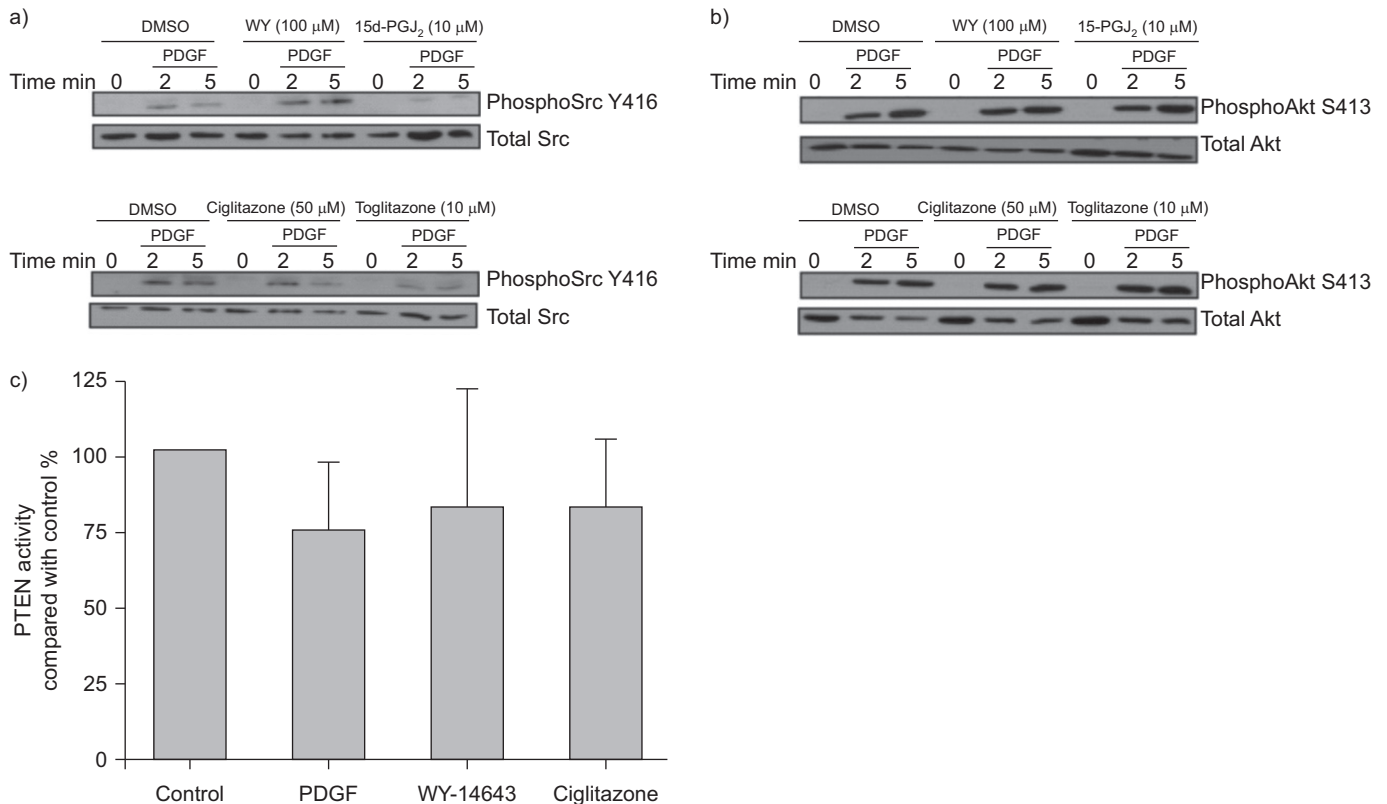 a)
DMSO WY (100 μM) 15d-PGJ2 (10 μM)
PDGF PDGF PDGF
Time min 0 2 5 0 2 5 0 2 5
PhosphoSrc Y416
Total Src
DMSO Ciglitazone (50 μM) Toglitazone (10 μM)
PDGF PDGF PDGF
Time min 0 2 5 0 2 5 0 2 5
PhosphoSrc Y416
Total Src
b)
DMSO WY (100 μM) 15-PGJ2 (10 μM)
PDGF PDGF PDGF
Time min 0 2 5 0 2 5 0 2 5
PhosphoAkt S413
Total Akt
DMSO Ciglitazone (50 μM) Toglitazone (10 μM)
PDGF PDGF PDGF
Time min 0 2 5 0 2 5 0 2 5
PhosphoAkt S413
Total Akt
c)
PTEN activity
compared with control %
125
100
75
50
25
0
Control PDGF WY-14643 Ciglitazone